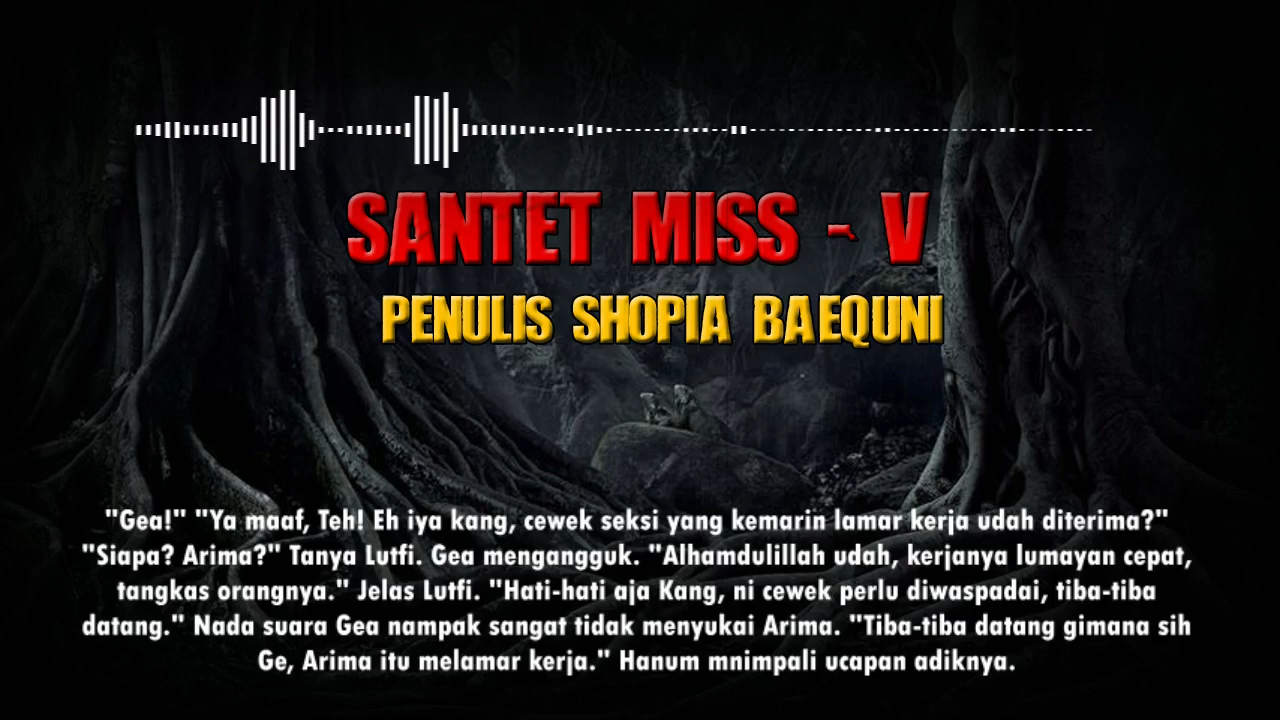 SANTET MISS - V
PENULIS SHOPIA BAEQUNI
"Gea!" "Ya maaf, Teh! Eh iya kang, cewek seksi yang kemarin lamar kerja udah diterima?"
"Siapa? Arima?" Tanya Lutfi. Gea mengangguk. "Alhamdulillah udah, kerjanya lumayan cepat,
tangkas orangnya." Jelas Lutfi. "Hati-hati aja Kang, ni cewek perlu diwaspadai, tiba-tiba
datang." Nada suara Gea nampak sangat tidak menyukai Arima. "Tiba-tiba datang gimana sih
Ge, Arima itu melamar kerja." Hanum mnimpali ucapan adiknya.